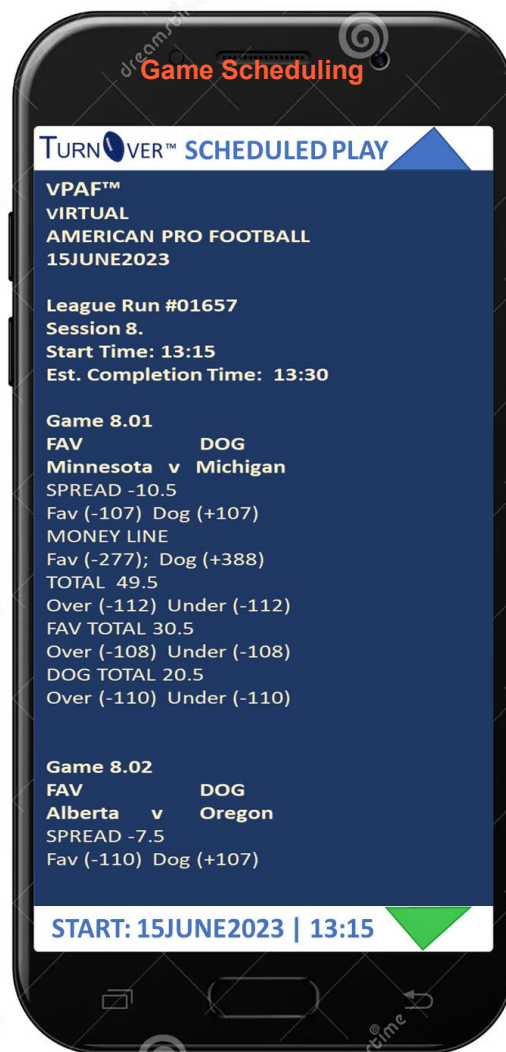 dreamstime
Game Scheduling
TURNOVER™ SCHEDULED PLAY
vPAF™
vIRTUAL
AMERICAN PRO FOOTBALL
15JUNE2023
League Run #01657
Session 8.
Start Time: 13:15
Est. Completion Time: 13:30
Game 8.01
FAV DOG
Minnesota v Michigan
SPREAD -10.5
Fav (-107) Dog (+107)
MONEY LINE
Fav (-277); Dog (+388)
TOTAL 49.5
Over (-112) Under (-112)
FAV TOTAL 30.5
Over (-108) Under (-108)
DOG TOTAL 20.5
Over (-110) Under (-110)
Game 8.02
FAV DOG
Alberta v Oregon
SPREAD -7.5
Fav (-110) Dog (+107)
START: 15JUNE2023 | 13:15